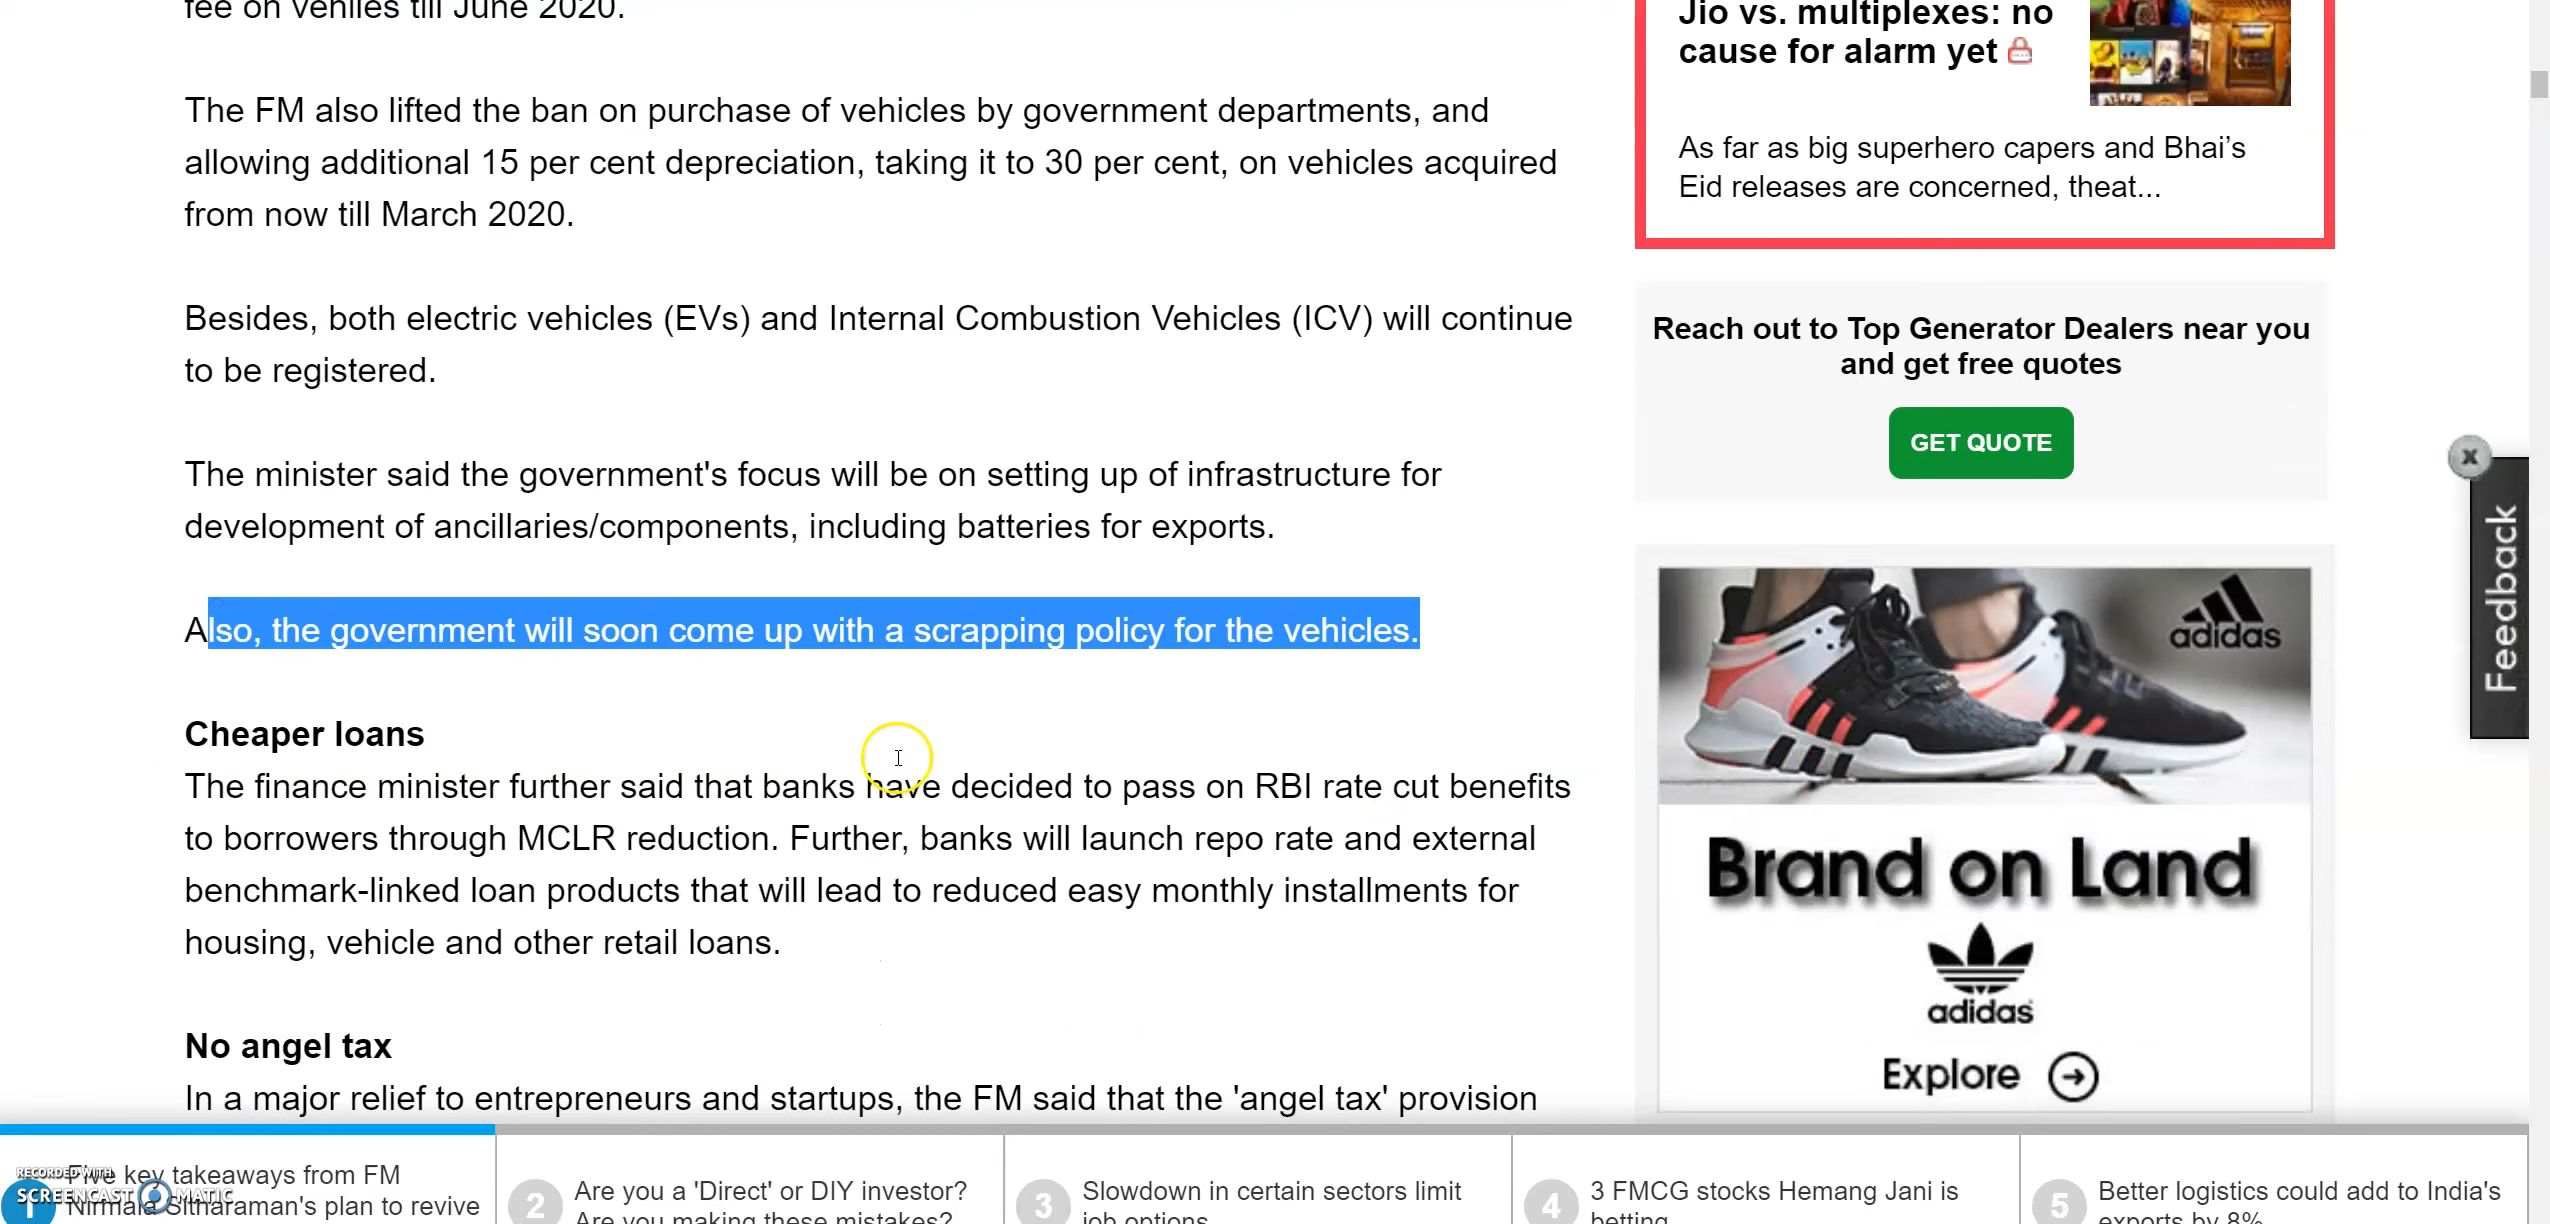 fee on vehiles till June 2020.
The FM also lifted the ban on purchase of vehicles by government departments, and
allowing additional 15 per cent depreciation, taking it to 30 per cent, on vehicles acquired
from now till March 2020.
Besides, both electric vehicles (EVs) and Internal Combustion Vehicles (ICV) will continue
to be registered.
The minister said the government's focus will be on setting up of infrastructure for
development of ancillaries/components, including batteries for exports.
Also, the government will soon come up with a scrapping policy for the vehicles.
Cheaper loans
The finance minister further said that banks have decided to pass on RBI rate cut benefits
to borrowers through MCLR reduction. Further, banks will launch repo rate and external
benchmark-linked loan products that will lead to reduced easy monthly installments for
housing, vehicle and other retail loans.
No angel tax
In a major relief to entrepreneurs and startups, the FM said that the 'angel tax' provision
Jio vs. multiplexes: no
cause for alarm yet
As far as big superhero capers and Bhai’s
Eid releases are concerned, theat...
Reach out to Top Generator Dealers near you
and get free quotes
GET QUOTE
x
Feedback
adidas
Brand on Land
adidas
Explore
1
Five key takeaways from FM
Nirmala Sitharaman's plan to revive
RECORDED WITH
SCREENCAST MATIC
2
Are you a 'Direct' or DIY investor?
Are you making these mistakes?
3
Slowdown in certain sectors limit
job options
4
3 FMCG stocks Hemang Jani is
betting
5
Better logistics could add to India's
exports by 8%